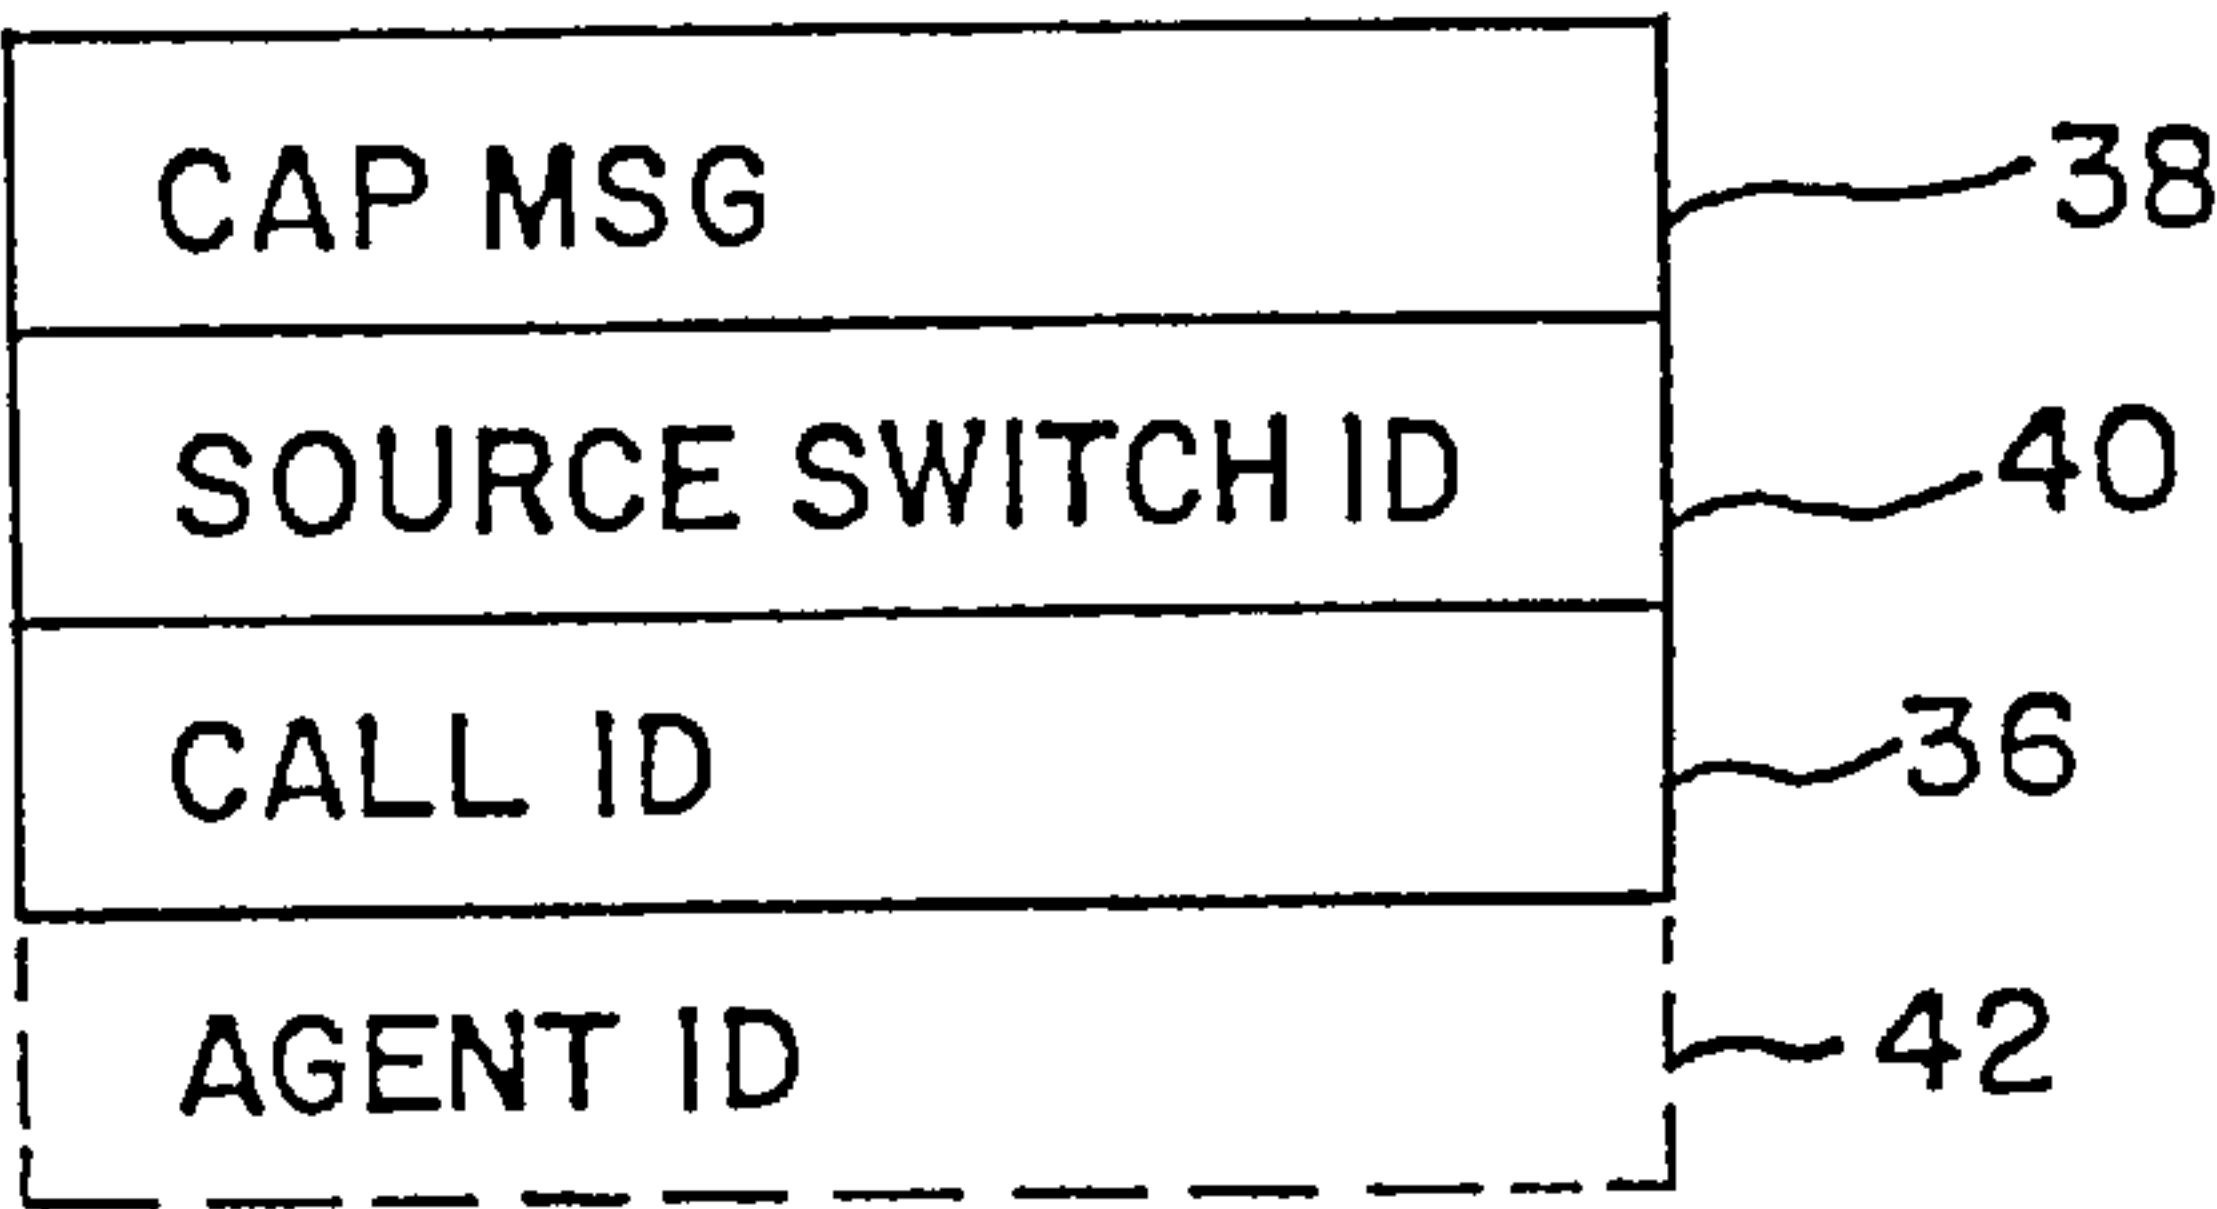 CAP MSG 38
SOURCE SWITCH ID 40
CALL ID 36
AGENT ID 42